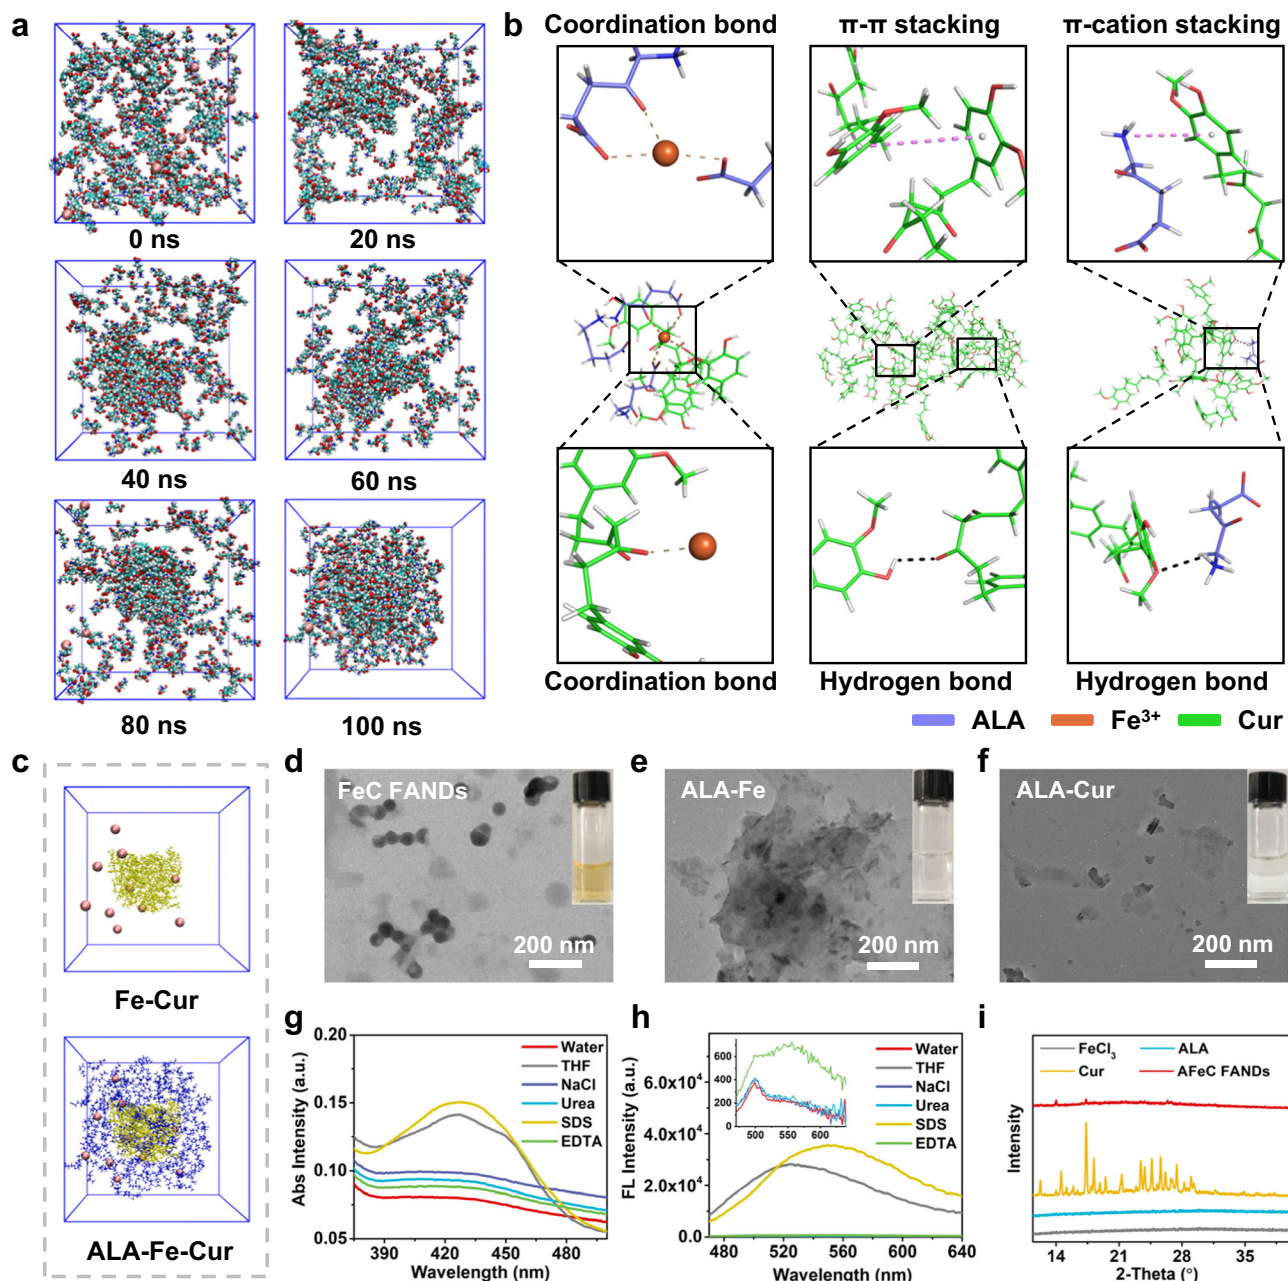 a
0 ns
20 ns
40 ns
60 ns
80 ns
100 ns
b
Coordination bond
π-π stacking
π-cation stacking
Coordination bond
Hydrogen bond
Hydrogen bond
ALA
Fe³⁺
Cur
c
Fe-Cur
ALA-Fe-Cur
d
FeC FANDs
200 nm
e
ALA-Fe
200 nm
f
ALA-Cur
200 nm
g
0.20
0.15
0.10
0.05
Abs Intensity (a.u.)
Water
THF
NaCl
Urea
SDS
EDTA
390 420 450 480
Wavelength (nm)
h
6.0x10⁴
4.0x10⁴
2.0x10⁴
0.0
FL Intensity (a.u.)
600
400
200
0
500 550 600
Water
THF
NaCl
Urea
SDS
EDTA
480 520 560 600 640
Wavelength (nm)
i
FeCl₃
ALA
Cur
AFeC FANDs
Intensity
14 21 28 35
2-Theta (°)